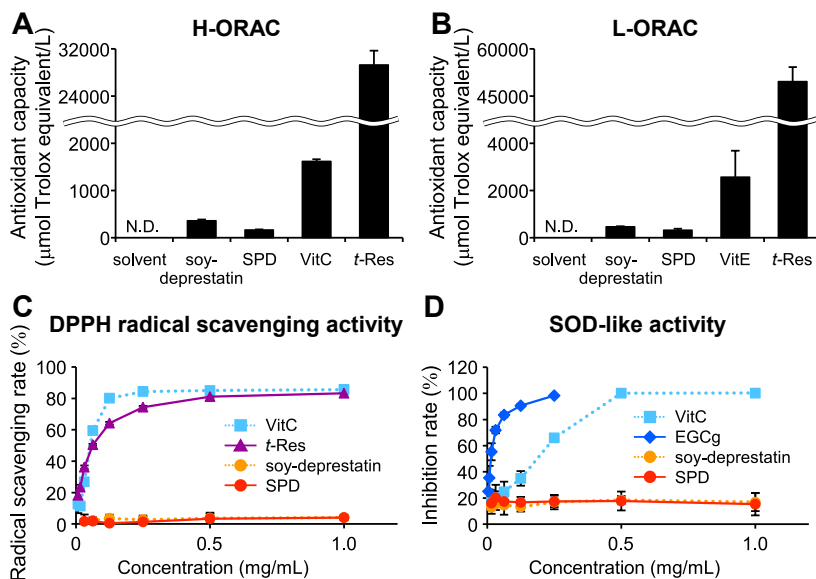 A
H-ORAC
Antioxidant capacity
(μmol Trolox equivalent/L)
32000
24000
2000
1000
0
N.D.
solvent
soy-
deprestatin
SPD
VitC
t-Res
B
L-ORAC
Antioxidant capacity
(μmol Trolox equivalent/L)
60000
45000
4000
2000
0
N.D.
solvent
soy-
deprestatin
SPD
VitE
t-Res
C
DPPH radical scavenging activity
Radical scavenging rate (%)
100
80
60
40
20
0
VitC
t-Res
soy-deprestatin
SPD
0
0.5
1.0
Concentration (mg/mL)
D
SOD-like activity
Inhibition rate (%)
120
100
80
60
40
20
0
VitC
EGCg
soy-deprestatin
SPD
0
0.5
1.0
Concentration (mg/mL)